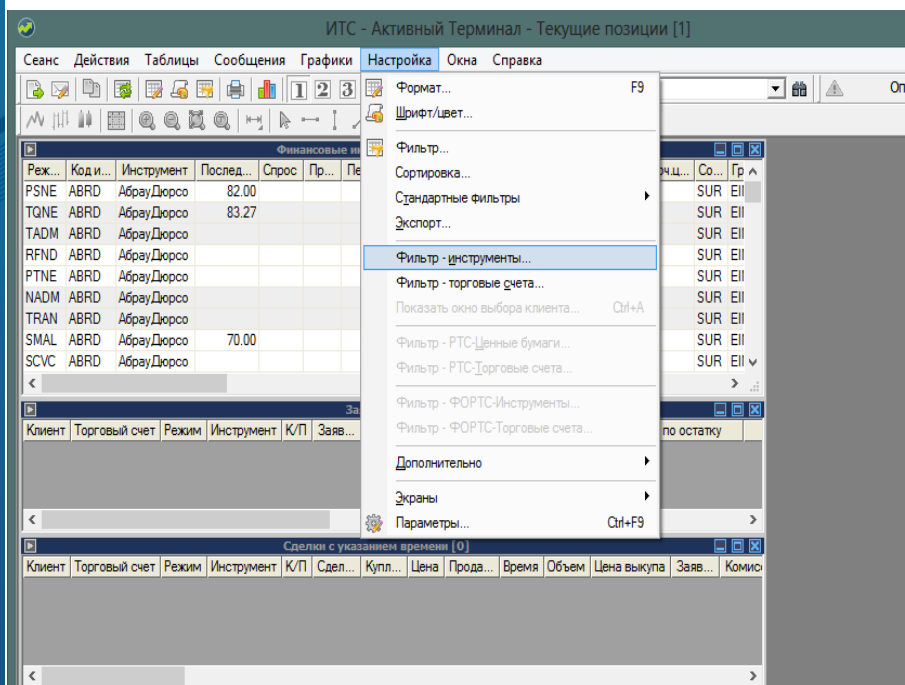 ИТС - Активный Терминал - Текущие позиции [1]
Сеанс Действия Таблицы Сообщения Графики Настройка Окна Справка
1 2 3
Оп
Формат... F9
Шрифт/цвет...
Фильтр...
Сортировка...
Стандартные фильтры
Экспорт...
Фильтр - инструменты...
Фильтр - торговые счета...
Показать окно выбора клиента... Ctrl+A
Фильтр - РТС-Ценные бумаги...
Фильтр - РТС-Торговые счета...
Фильтр - ФОРТС-Инструменты...
Фильтр - ФОРТС-Торговые счета...
Дополнительно
Экраны
Параметры... Ctrl+F9
Финансовые ин
Реж... Код и... Инструмент Послед... Спрос Пр... Пе ч.ц... Со... Гр
PSNE ABRD АбрауДюрсо 82.00 SUR EII
TQNE ABRD АбрауДюрсо 83.27 SUR EII
TADM ABRD АбрауДюрсо SUR EII
RFND ABRD АбрауДюрсо SUR EII
PTNE ABRD АбрауДюрсо SUR EII
NADM ABRD АбрауДюрсо SUR EII
TRAN ABRD АбрауДюрсо SUR EII
SMAL ABRD АбрауДюрсо 70.00 SUR EII
SCVC ABRD АбрауДюрсо SUR EII
За
Клиент Торговый счет Режим Инструмент К/П Заяв... по остатку
Сделки с указанием времени [0]
Клиент Торговый счет Режим Инструмент К/П Сдел... Купл... Цена Прода... Время Объем Цена выкупа Заяв... Комисс